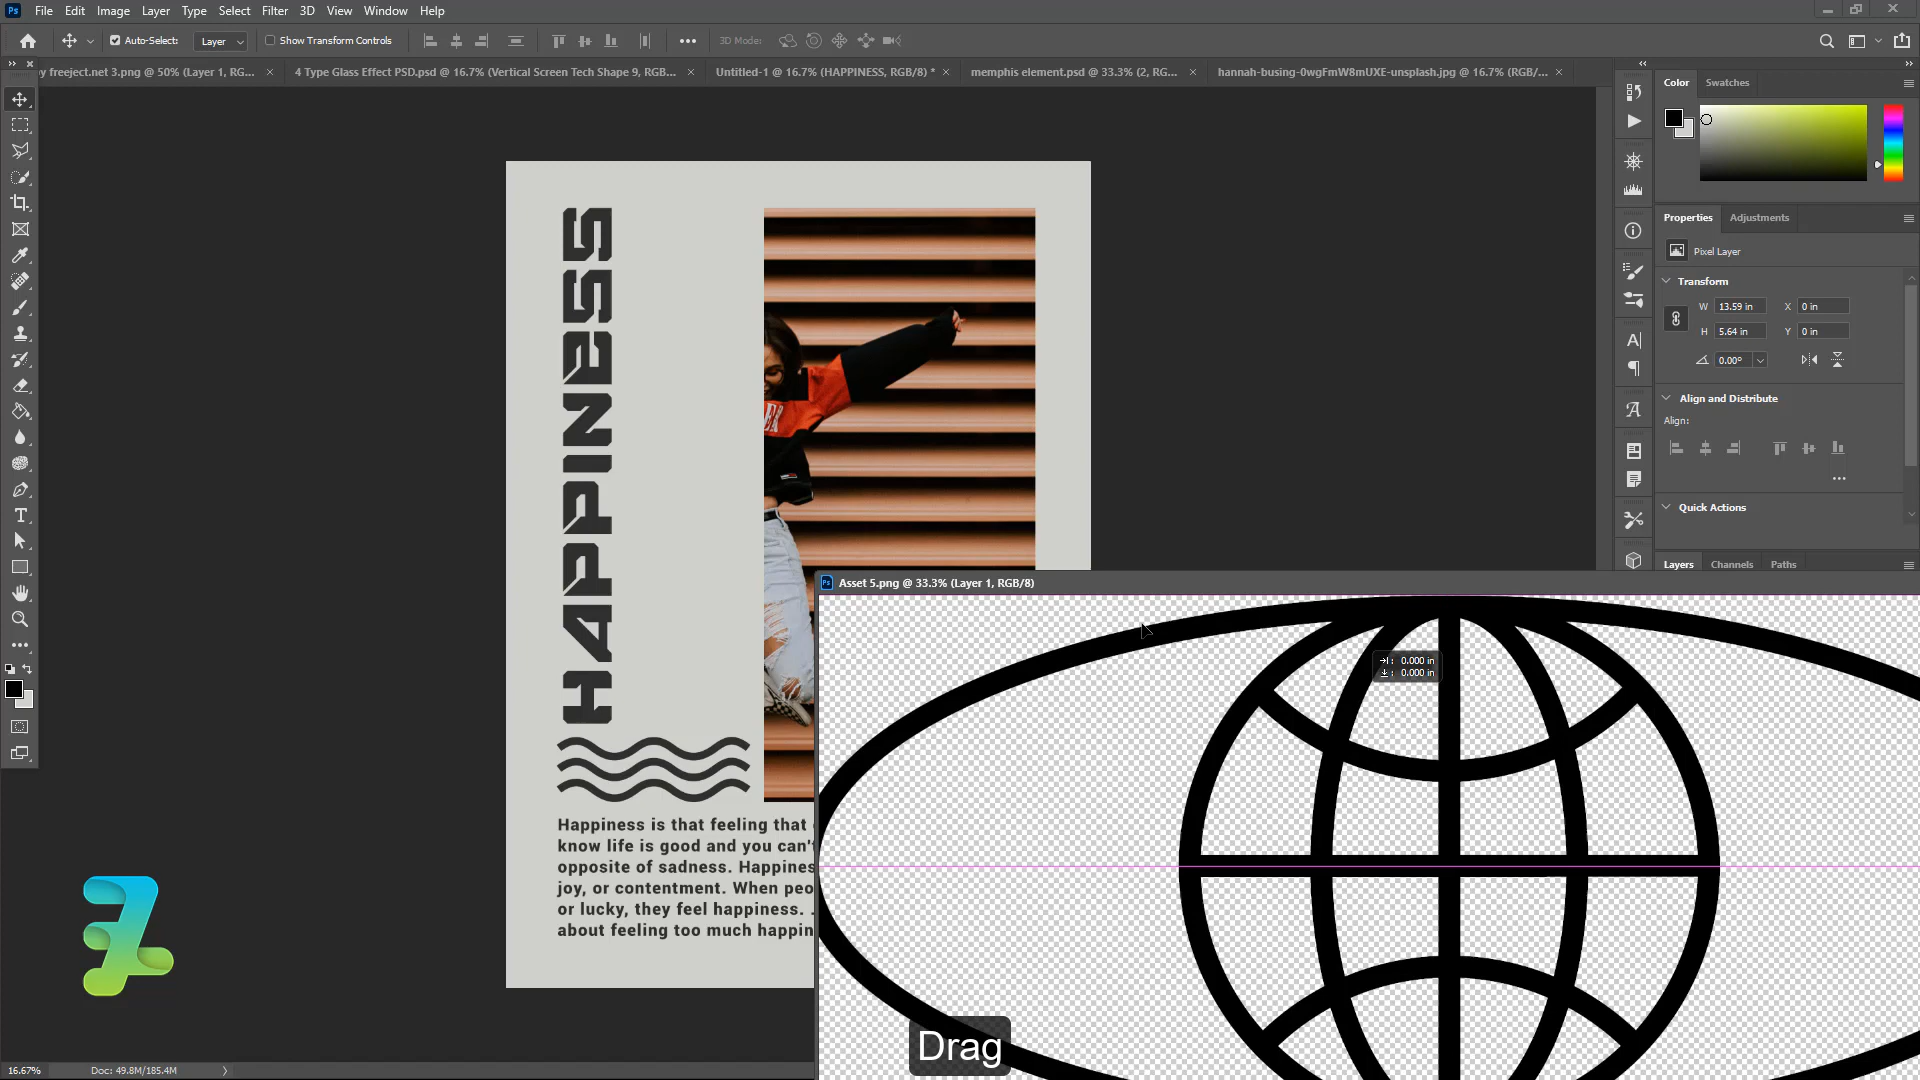 File Edit Image Layer Type Select Filter 3D View Window Help
Auto-Select: Layer Show Transform Controls 3D Mode:
y freeject.net 3.png @ 50% (Layer 1, RG... 4 Type Glass Effect PSD.psd @ 16.7% (Vertical Screen Tech Shape 9, RGB... Untitled-1 @ 16.7% (HAPPINESS, RGB/8) * memphis element.psd @ 33.3% (2, RG... hannah-busing-0wgFmW8mUXE-unsplash.jpg @ 16.7% (RGB/...
Color Swatches
Properties Adjustments
Pixel Layer
Transform
W 13.59 in X 0 in
H 5.64 in Y 0 in
0.00°
Align and Distribute
Align:
Quick Actions
Layers Channels Paths
HAPPINESS
Happiness is that feeling that
know life is good and you can't
opposite of sadness. Happines
joy, or contentment. When peo
or lucky, they feel happiness. .
about feeling too much happin
Asset 5.png @ 33.3% (Layer 1, RGB/8)
: 0.000 in
: 0.000 in
Drag
16.67% Doc: 49.8M/185.4M